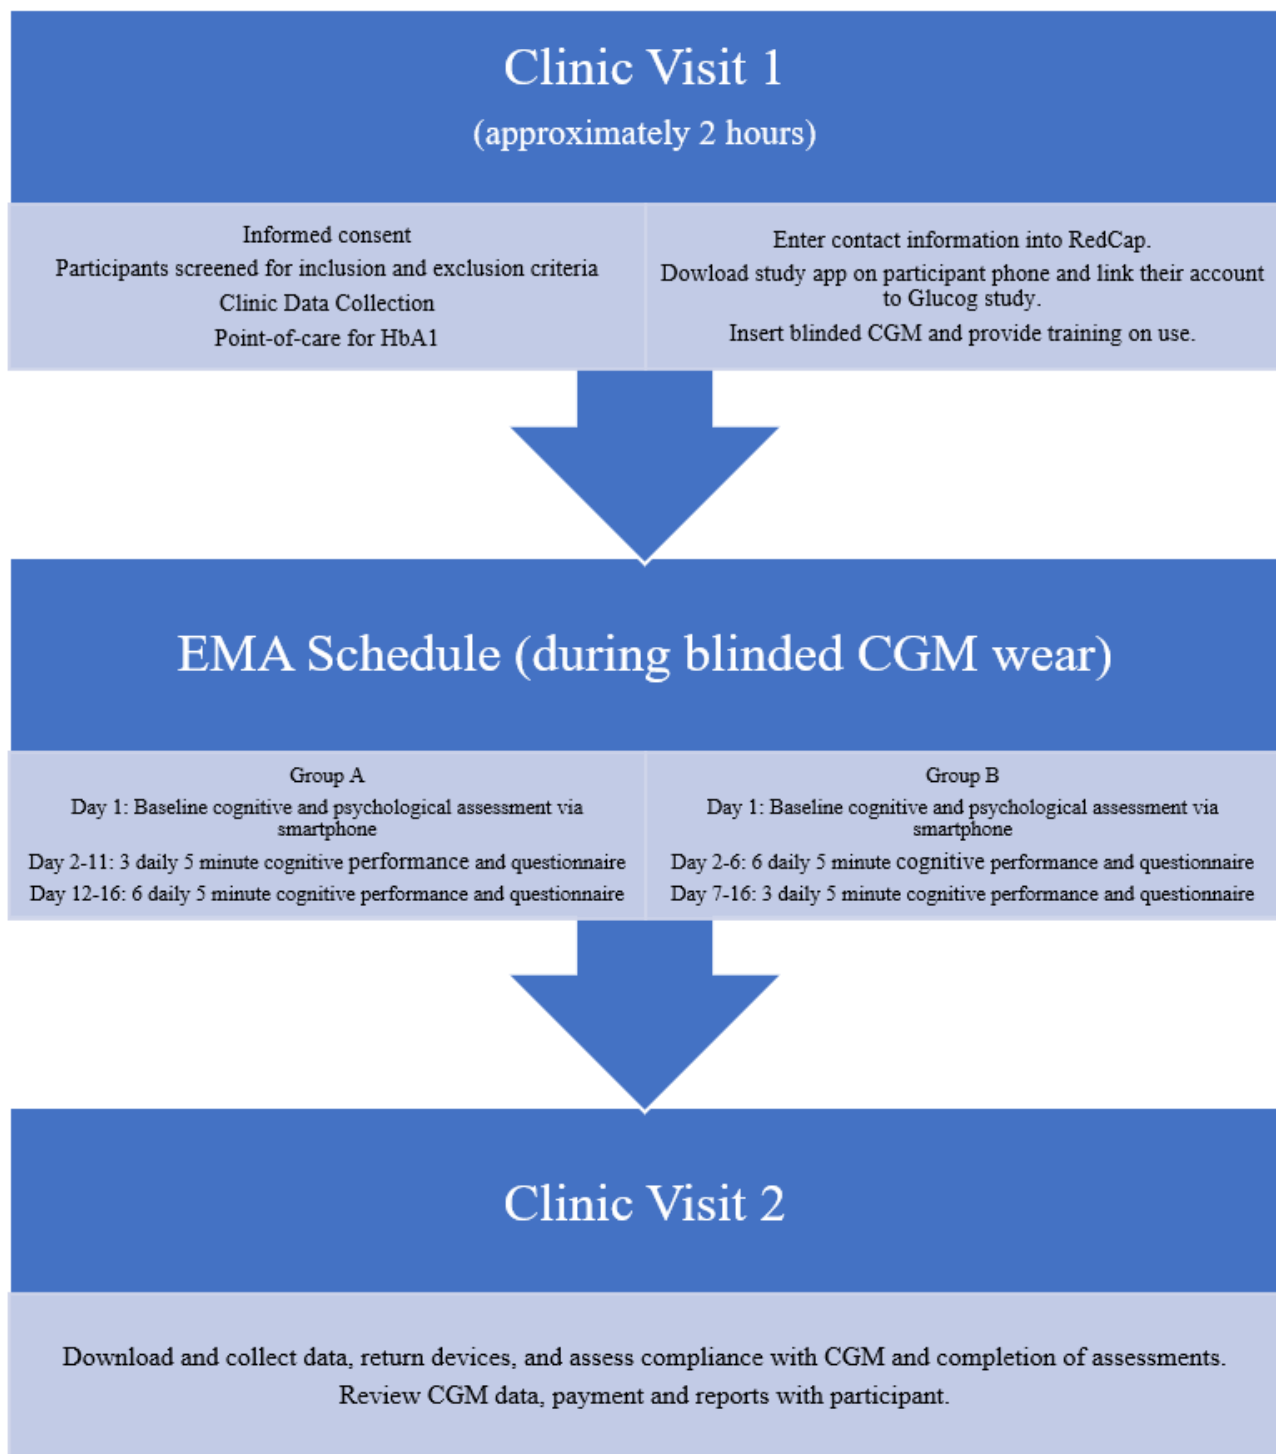 Clinic Visit 1
(approximately 2 hours)
Informed consent
Participants screened for inclusion and exclusion criteria
Clinic Data Collection
Point-of-care for HbA1
Enter contact information into RedCap.
Dowload study app on participant phone and link their account
to Glucog study.
Insert blinded CGM and provide training on use.
EMA Schedule (during blinded CGM wear)
Group A
Day 1: Baseline cognitive and psychological assessment via
smartphone
Day 2-11: 3 daily 5 minute cognitive performance and questionnaire
Day 12-16: 6 daily 5 minute cognitive performance and questionnaire
Group B
Day 1: Baseline cognitive and psychological assessment via
smartphone
Day 2-6: 6 daily 5 minute cognitive performance and questionnaire
Day 7-16: 3 daily 5 minute cognitive performance and questionnaire
Clinic Visit 2
Download and collect data, return devices, and assess compliance with CGM and completion of assessments.
Review CGM data, payment and reports with participant.